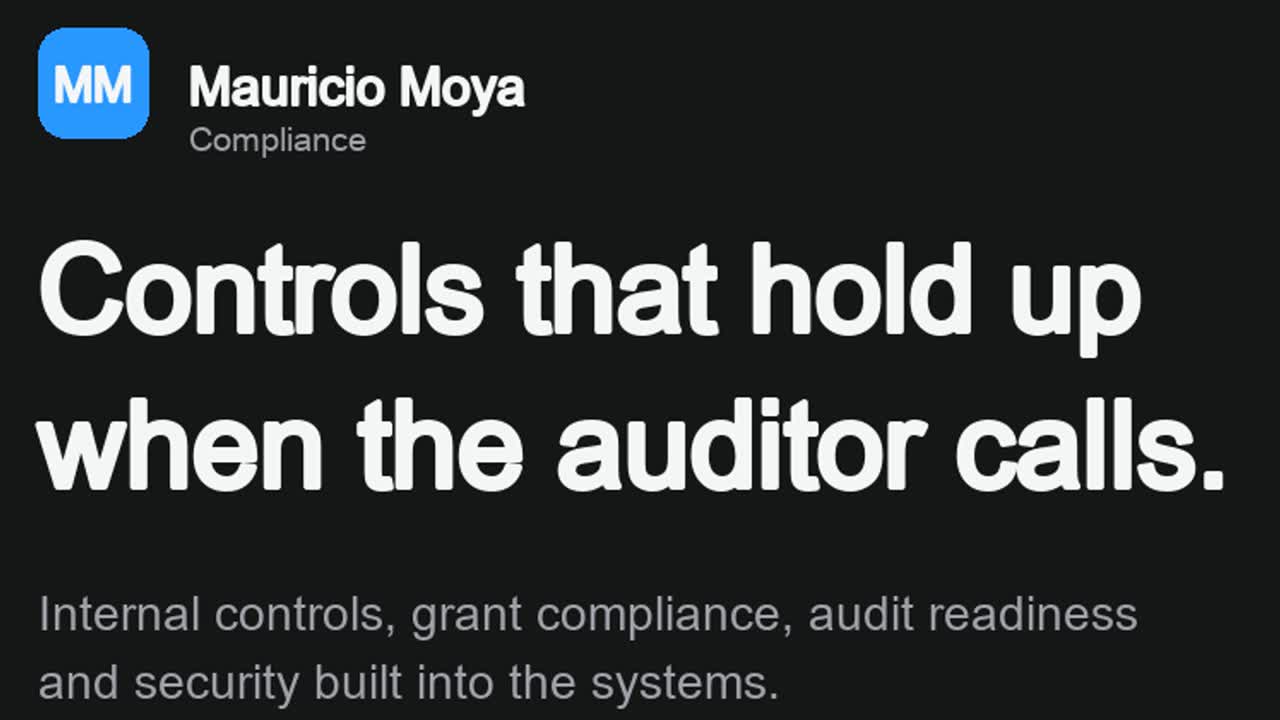 MM
Mauricio Moya
Compliance
Controls that hold up
when the auditor calls.
Internal controls, grant compliance, audit readiness
and security built into the systems.